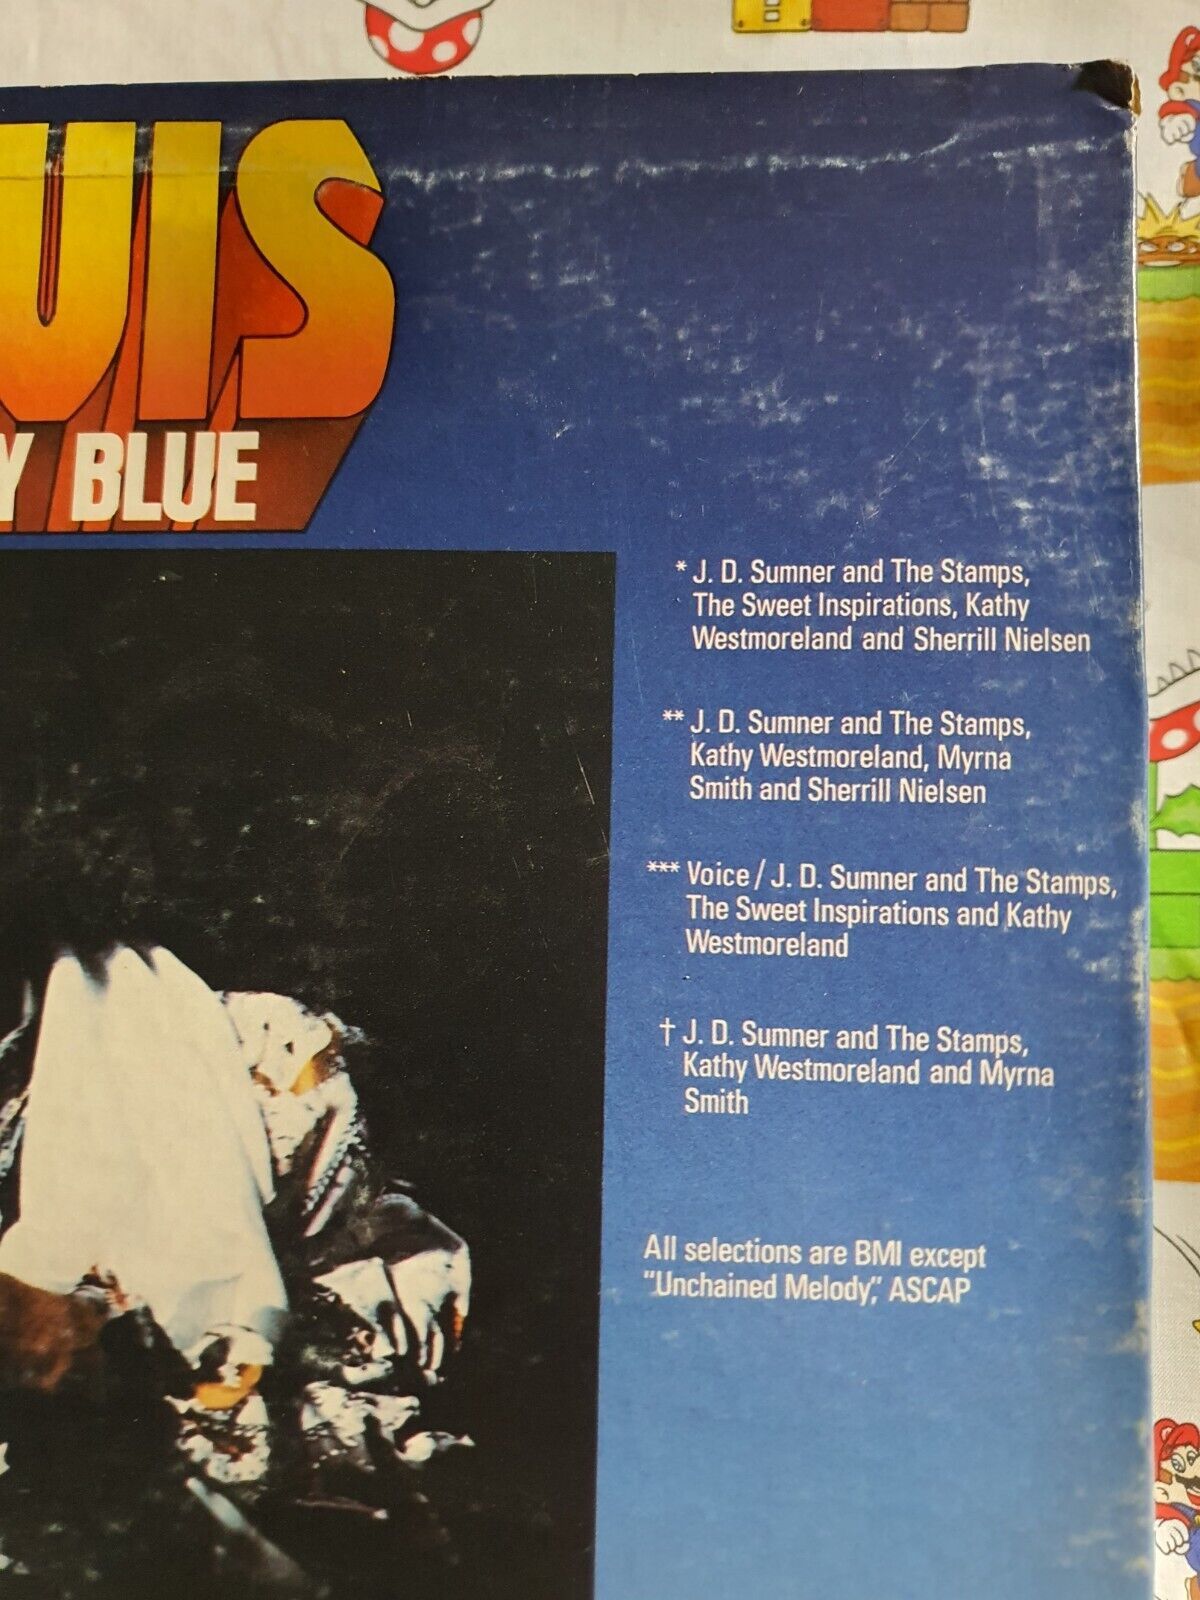 UIS
Y BLUE
* J. D. Sumner and The Stamps,
The Sweet Inspirations, Kathy
Westmoreland and Sherrill Nielsen
** J. D. Sumner and The Stamps,
Kathy Westmoreland, Myrna
Smith and Sherrill Nielsen
*** Voice / J. D. Sumner and The Stamps,
The Sweet Inspirations and Kathy
Westmoreland
† J. D. Sumner and The Stamps,
Kathy Westmoreland and Myrna
Smith
All selections are BMI except
"Unchained Melody," ASCAP